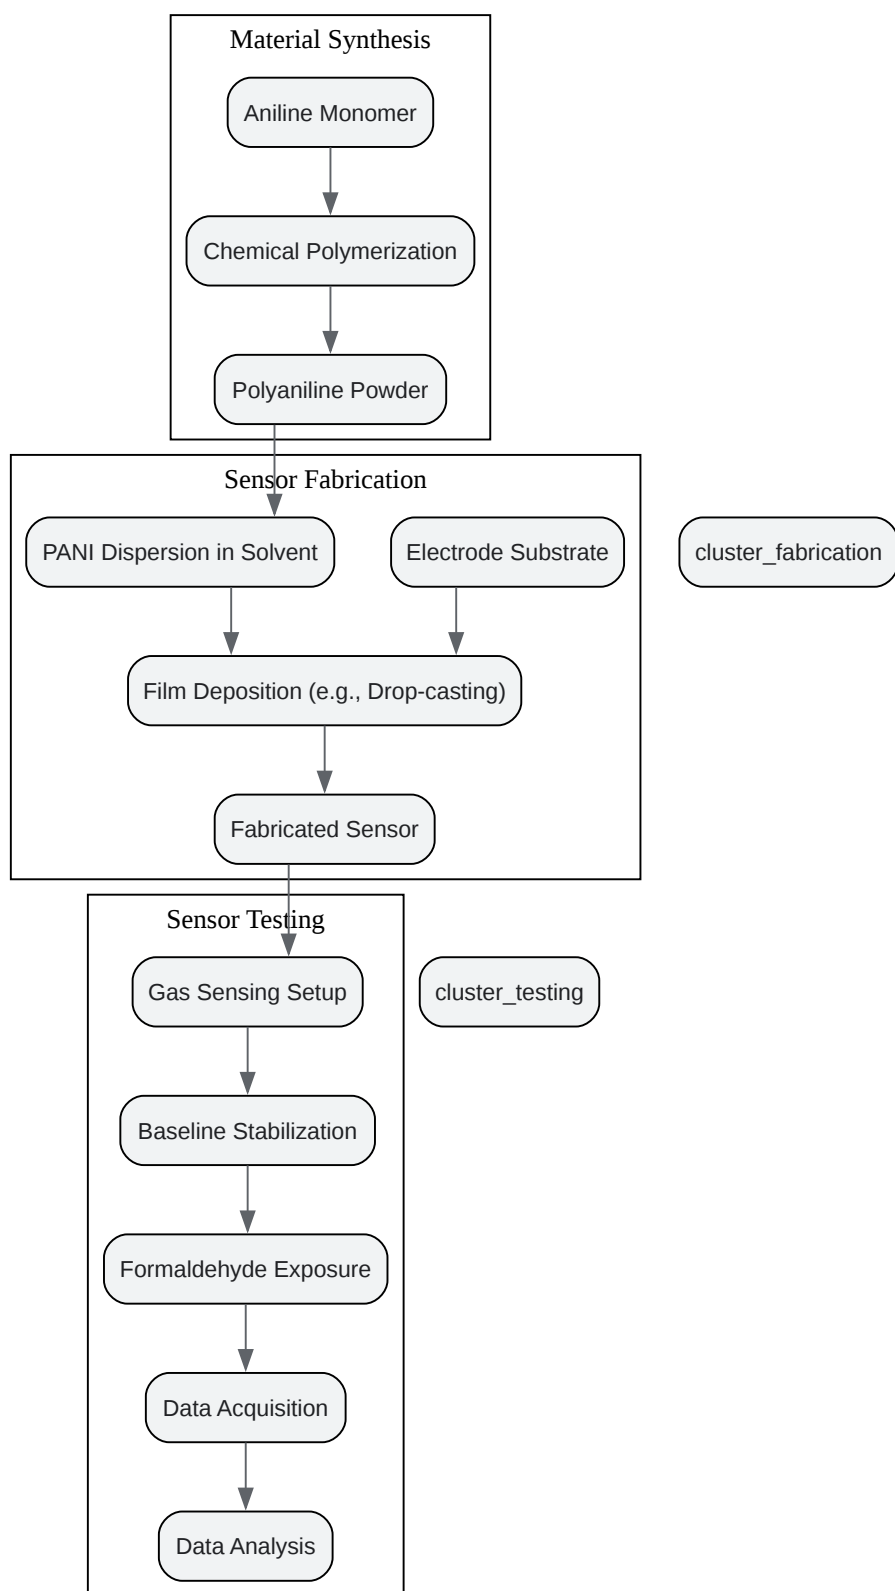 Material Synthesis
Aniline Monomer
Chemical Polymerization
Polyaniline Powder
Sensor Fabrication
PANI Dispersion in Solvent
Electrode Substrate
cluster_fabrication
Film Deposition (e.g., Drop-casting)
Fabricated Sensor
Sensor Testing
Gas Sensing Setup
cluster_testing
Baseline Stabilization
Formaldehyde Exposure
Data Acquisition
Data Analysis